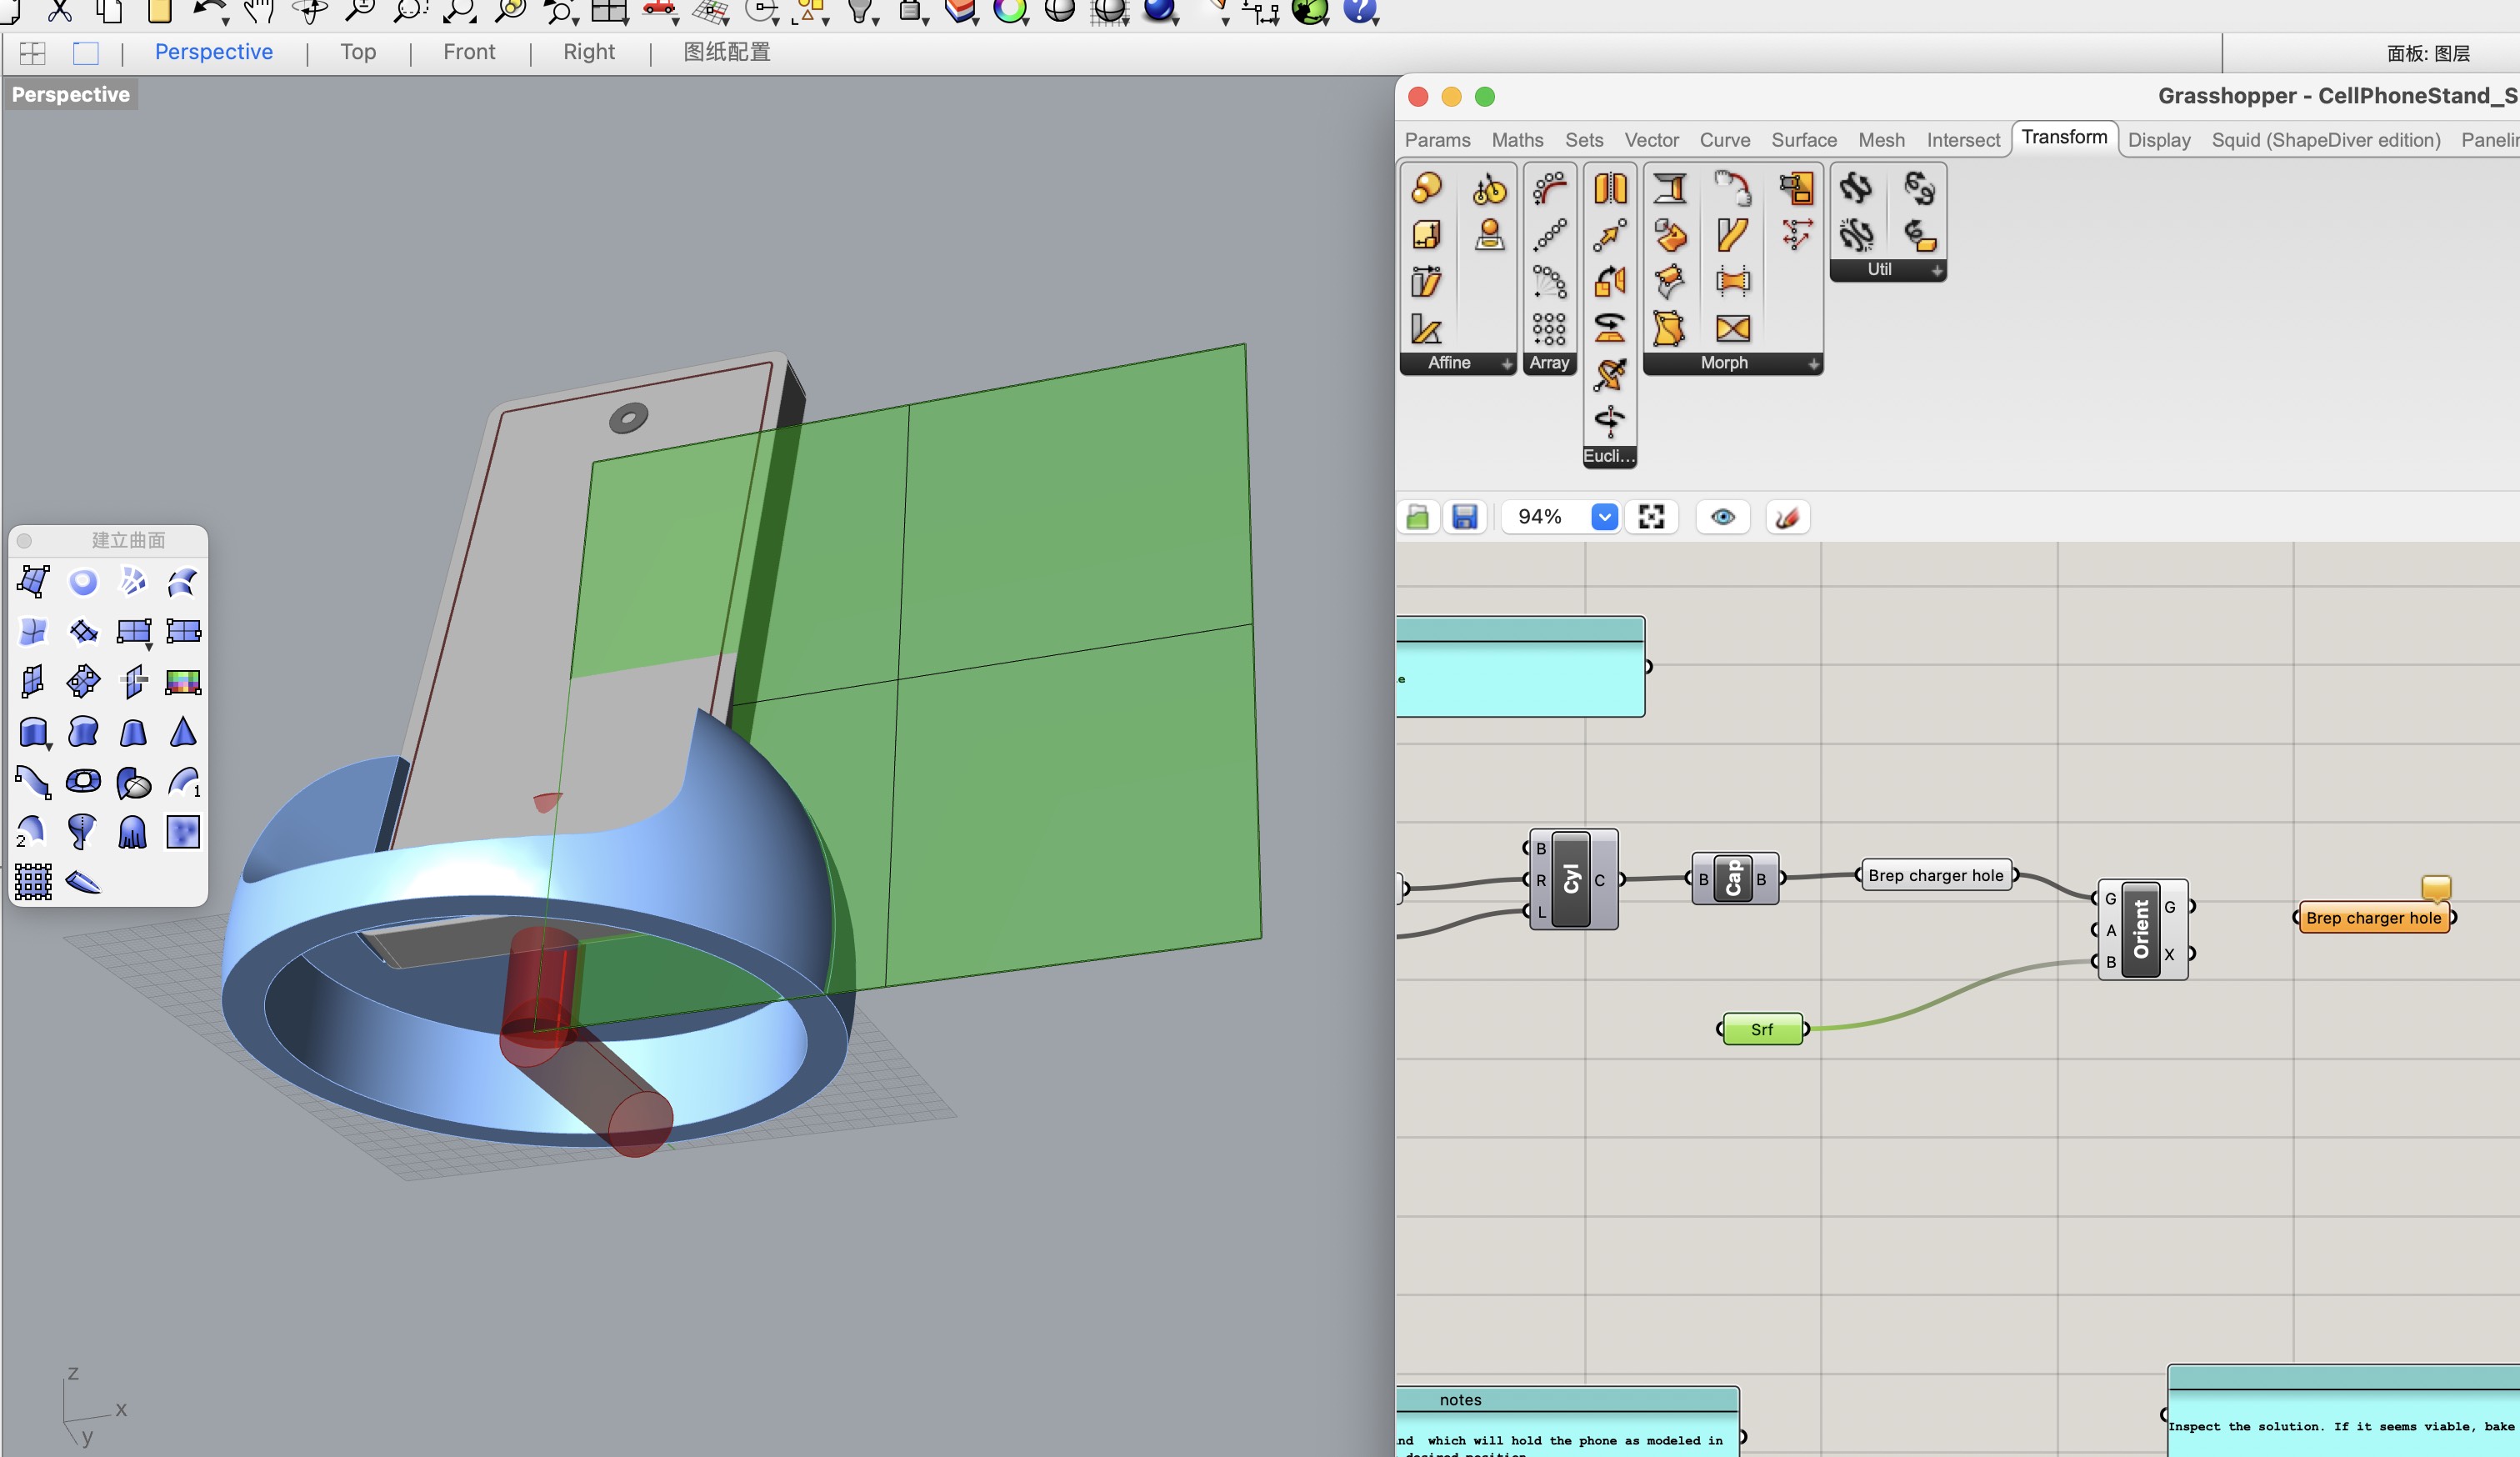 Perspective
Top
Front
Right
图纸配置
面板: 图层
Perspective
Grasshopper - CellPhoneStand_S
Params
Maths
Sets
Vector
Curve
Surface
Mesh
Intersect
Transform
Display
Squid (ShapeDiver edition)
Affine
Array
Eucli...
Morph
Util
94%
建立曲面
1
2
B
R
L
Cyl
C
B
Cap
B
Brep charger hole
G
A
B
Orient
G
X
Brep charger hole
Srf
notes
which will hold the phone as modeled in
Inspect the solution. If it seems viable, bake
z
x
y